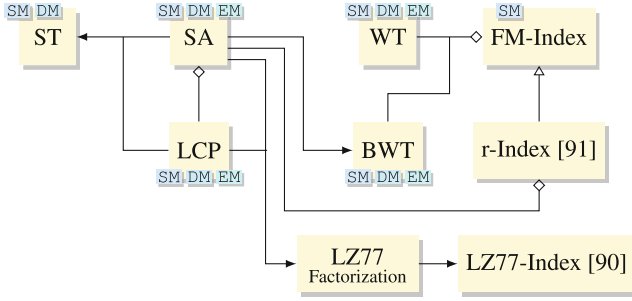 SM DM
ST
SM DM EM
SA
SM DM EM
WT
SM
FM-Index
LCP
SM DM EM
BWT
SM DM EM
r-Index [91]
LZ77
Factorization
LZ77-Index [90]